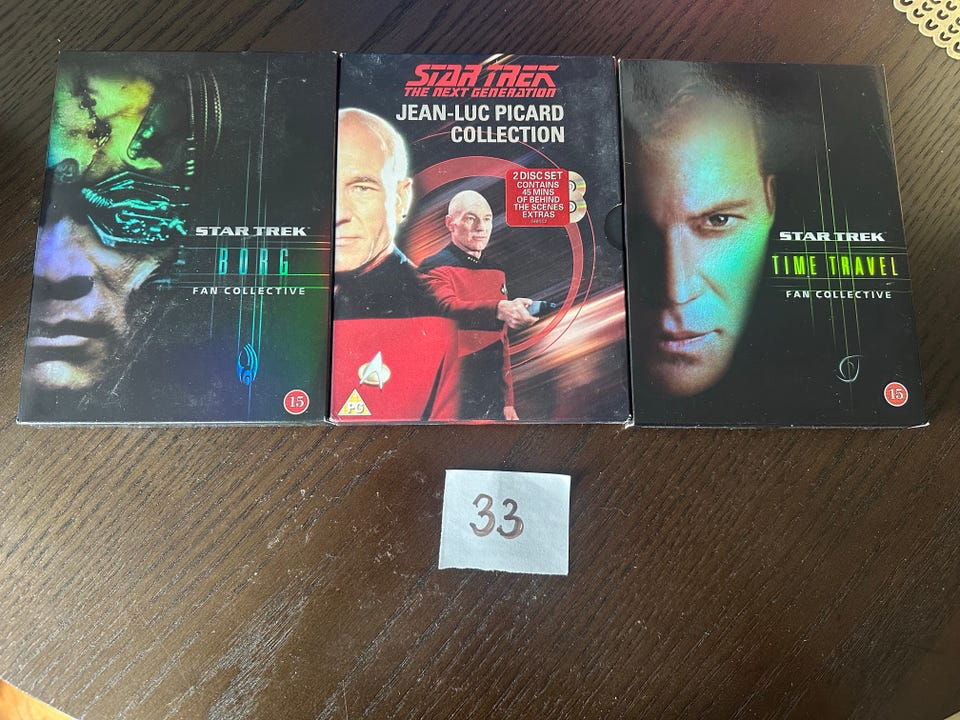 STAR TREK
BORG
FAN COLLECTIVE
15
STAR TREK
THE NEXT GENERATION
JEAN-LUC PICARD
COLLECTION
2 DISC SET
CONTAINS
45 MINS
OF BEHIND
THE SCENES
EXTRAS
PG
STAR TREK
TIME TRAVEL
FAN COLLECTIVE
15
33